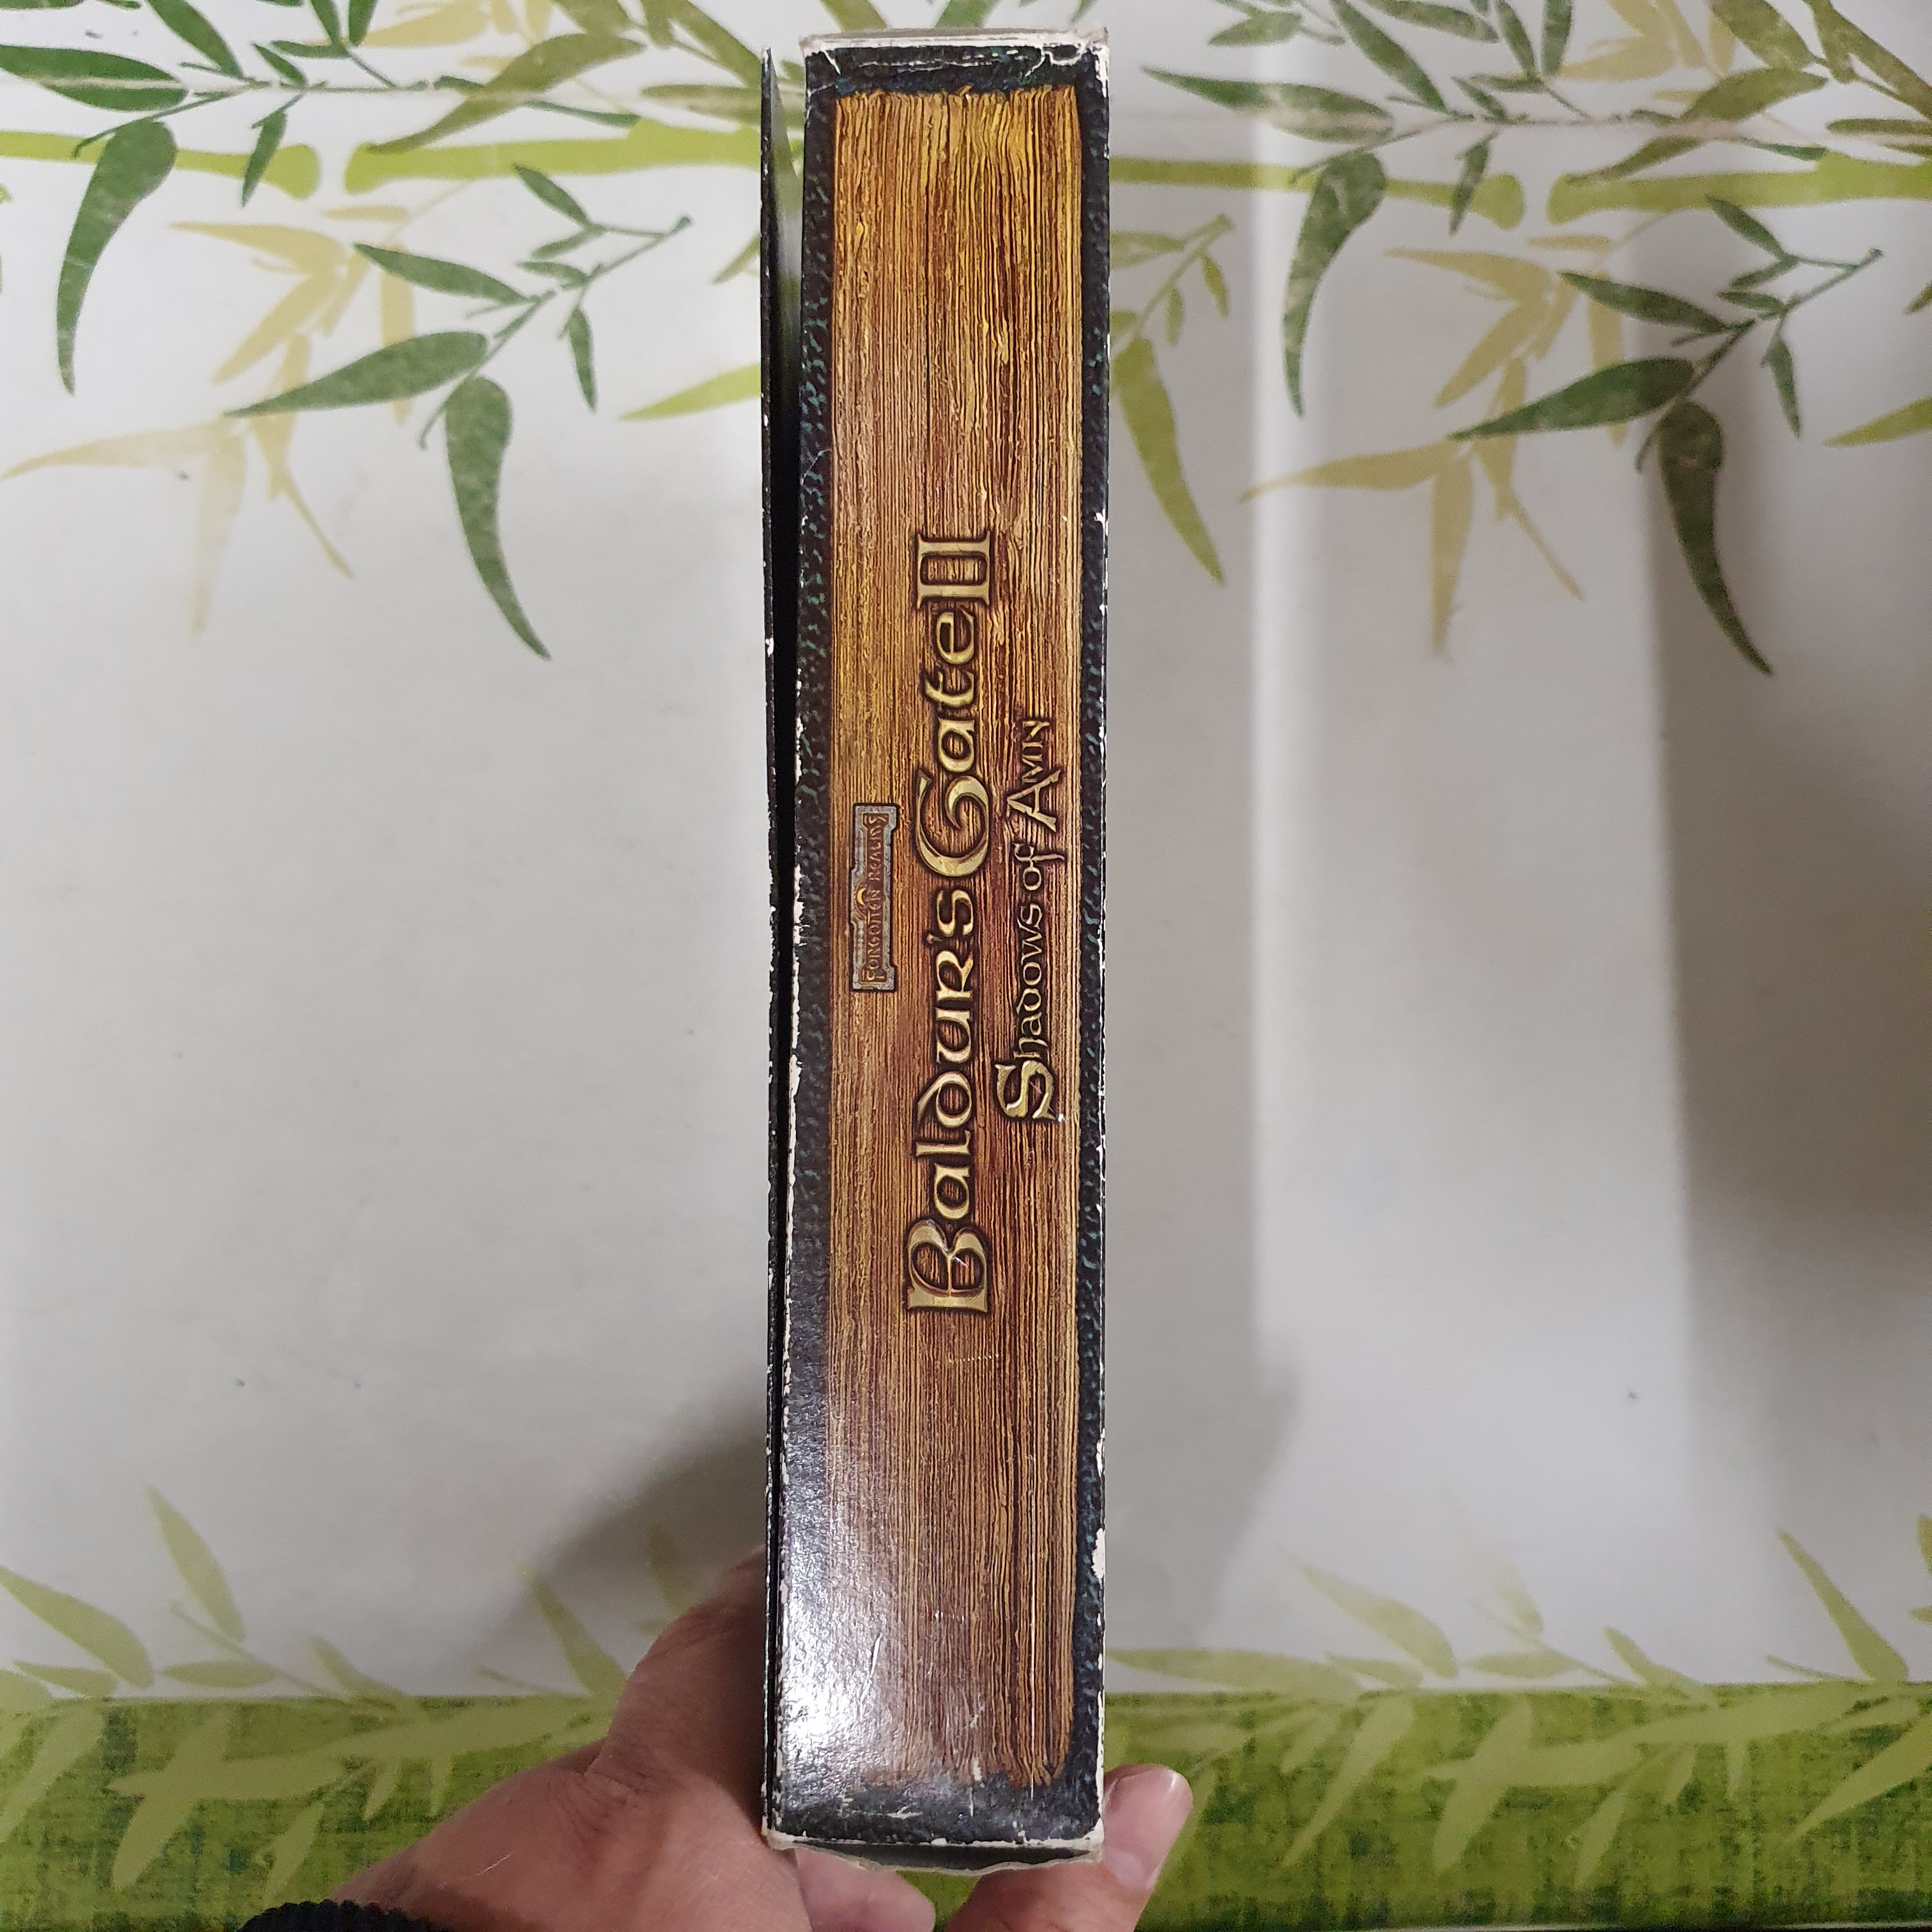 FORGOTTEN REALMS
Baldur's Gate II
Shadows of Amn